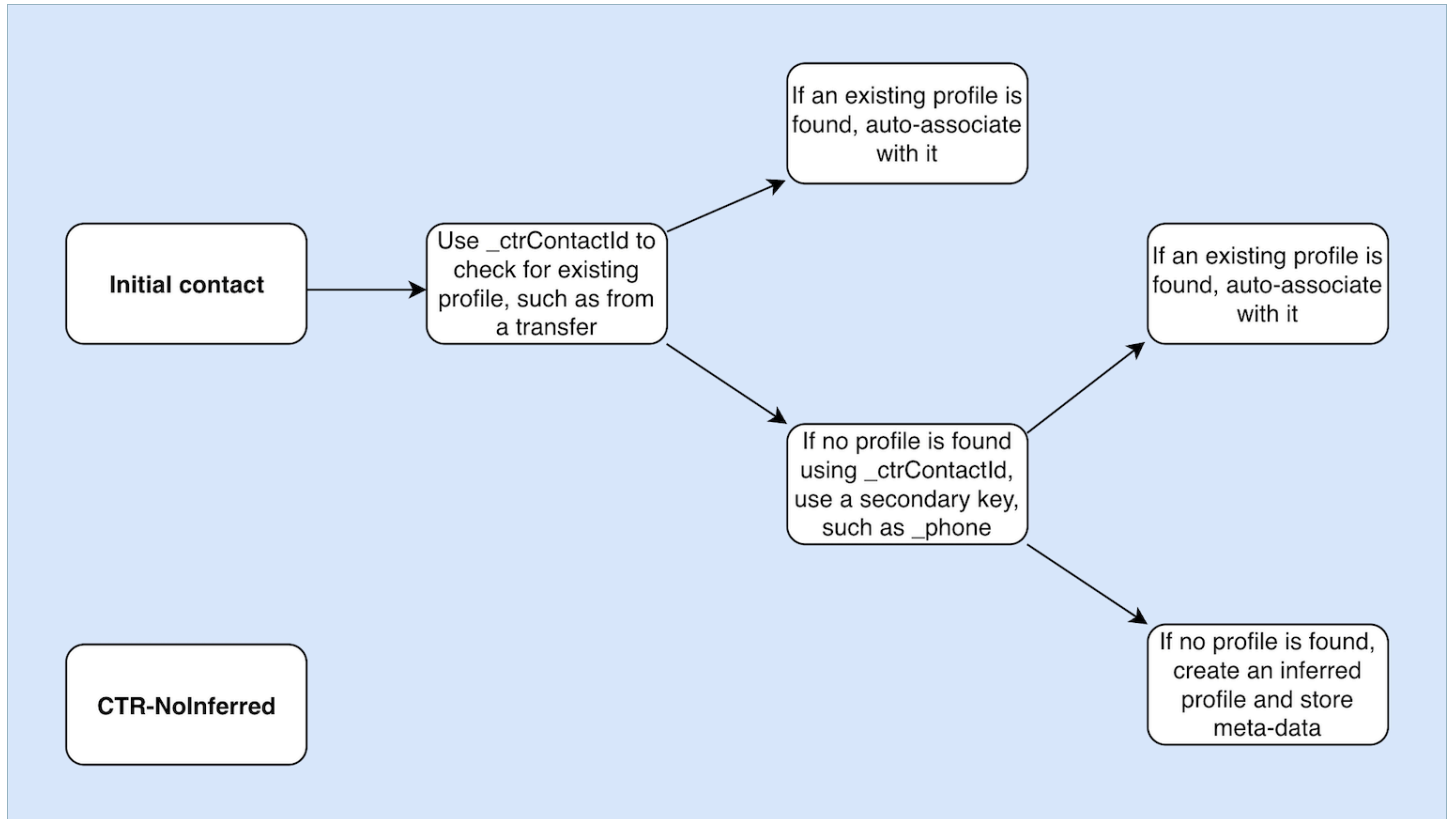 If an existing profile is
found, auto-associate
with it
Initial contact
Use _ctrContactId to
check for existing
profile, such as from
a transfer
If an existing profile is
found, auto-associate
with it
If no profile is found
using _ctrContactId,
use a secondary key,
such as _phone
CTR-NoInferred
If no profile is found,
create an inferred
profile and store
meta-data